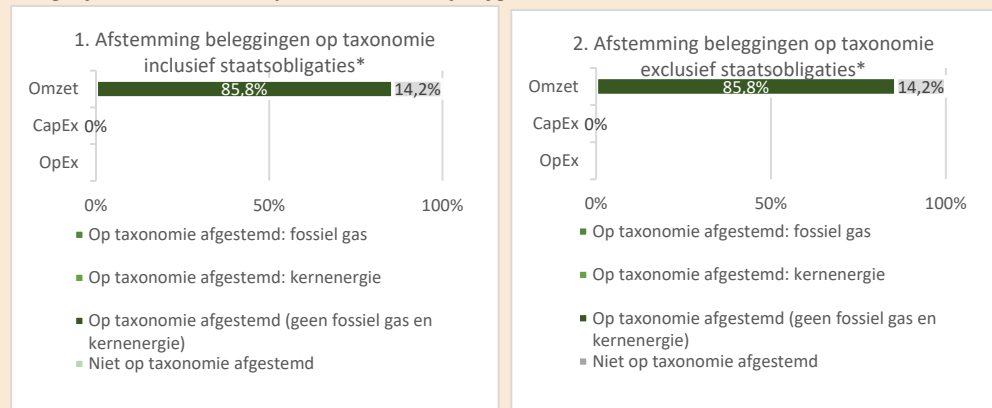 1. Afstemming beleggingen op taxonomie
inclusief staatsobligaties*
Omzet
85,8%
14,2%
CapEx 0%
OpEx
0%
50%
100%
Op taxonomie afgestemd: fossiel gas
Op taxonomie afgestemd: kernenergie
Op taxonomie afgestemd (geen fossiel gas en
kernenergie)
Niet op taxonomie afgestemd
2. Afstemming beleggingen op taxonomie
exclusief staatsobligaties*
Omzet
85,8%
14,2%
CapEx 0%
OpEx
0%
50%
100%
Op taxonomie afgestemd: fossiel gas
Op taxonomie afgestemd: kernenergie
Op taxonomie afgestemd (geen fossiel gas en
kernenergie)
Niet op taxonomie afgestemd